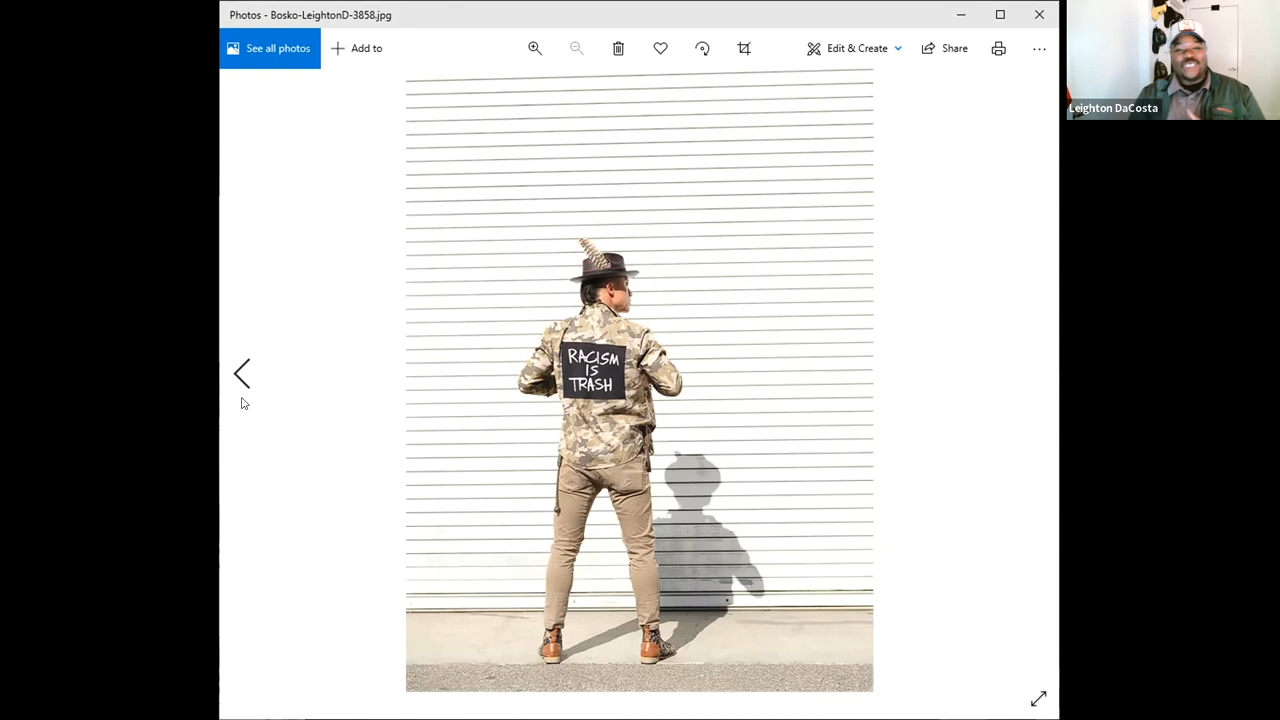 Photos - Bosko-LeightonD-3858.jpg
See all photos
Add to
Edit & Create
Share
Leighton DaCosta
RACISM
IS
TRASH